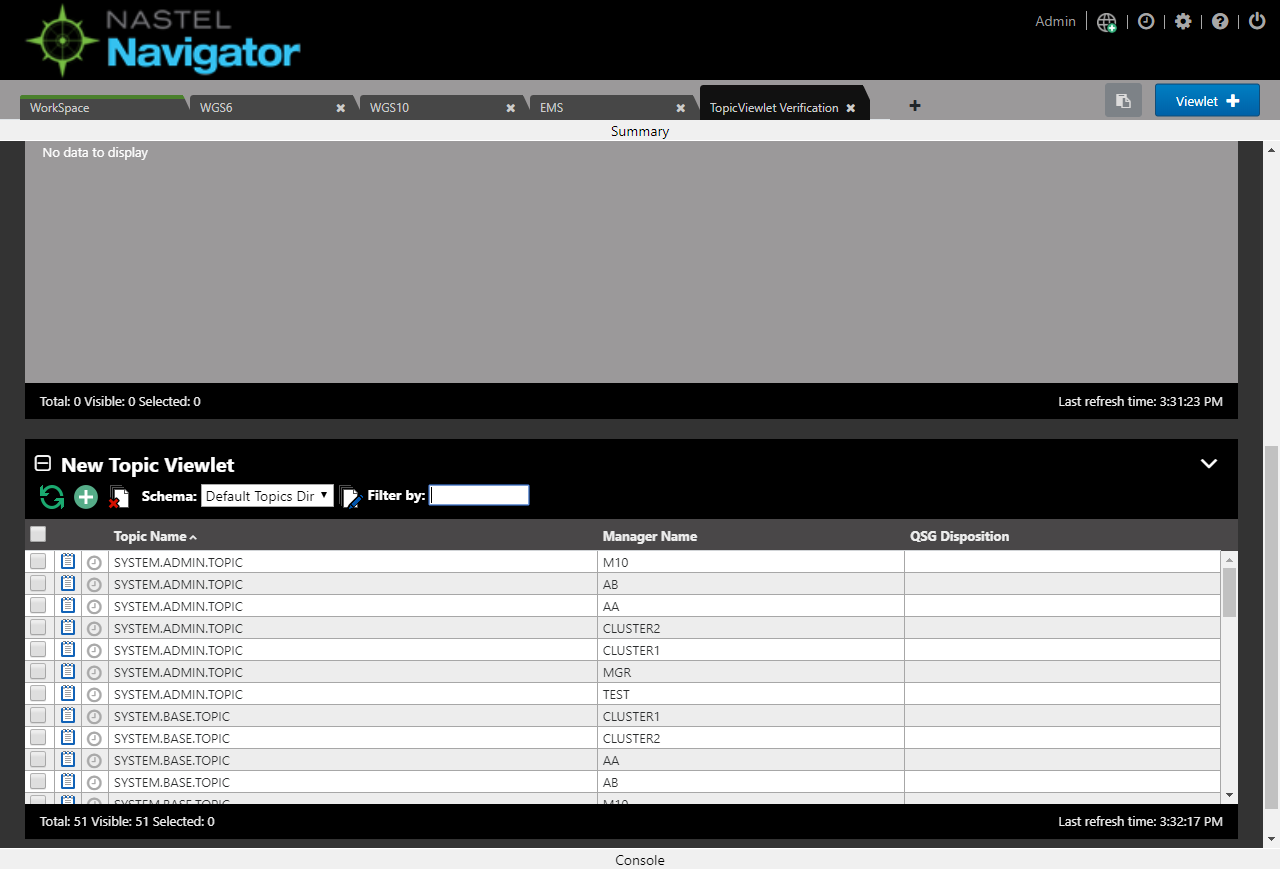 NASTEL
Navigator
Admin
WorkSpace WGS6 WGS10 EMS TopicViewlet Verification Viewlet
Summary
No data to display
Total: 0 Visible: 0 Selected: 0 Last refresh time: 3:31:23 PM
New Topic Viewlet
Schema: Default Topics Dir Filter by:
Topic Name Manager Name QSG Disposition
SYSTEM.ADMIN.TOPIC M10
SYSTEM.ADMIN.TOPIC AB
SYSTEM.ADMIN.TOPIC AA
SYSTEM.ADMIN.TOPIC CLUSTER2
SYSTEM.ADMIN.TOPIC CLUSTER1
SYSTEM.ADMIN.TOPIC MGR
SYSTEM.ADMIN.TOPIC TEST
SYSTEM.BASE.TOPIC CLUSTER1
SYSTEM.BASE.TOPIC CLUSTER2
SYSTEM.BASE.TOPIC AA
SYSTEM.BASE.TOPIC AB
SYSTEM.BASE.TOPIC M10
Total: 51 Visible: 51 Selected: 0 Last refresh time: 3:32:17 PM
Console